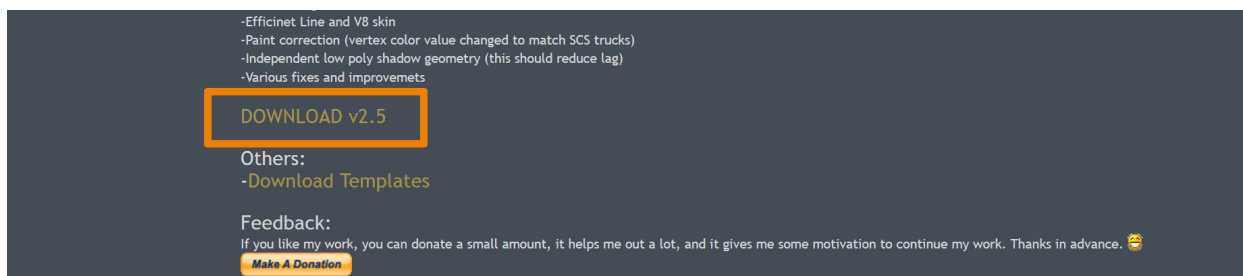 -Efficinet Line and V8 skin
-Paint correction (vertex color value changed to match SCS trucks)
-Independent low poly shadow geometry (this should reduce lag)
-Various fixes and improvemets
DOWNLOAD v2.5
Others:
-Download Templates
Feedback:
If you like my work, you can donate a small amount, it helps me out a lot, and it gives me some motivation to continue my work. Thanks in advance.
Make A Donation